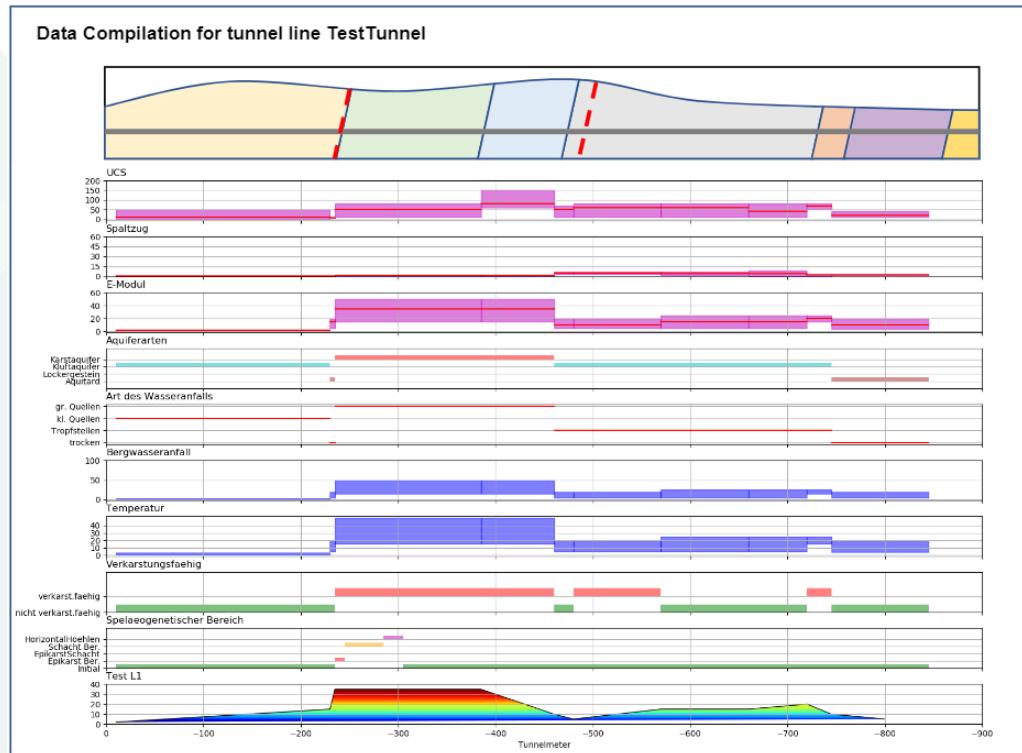 Data Compilation for tunnel line TestTunnel
UCS
200
150
100
50
0
Spaltzug
60
45
30
15
0
E-Modul
60
40
20
0
Aquiferarten
Karstaquifer
Kluftaquifer
Lockergestein
Aquitard
Art des Wasseranfalls
gr. Quellen
kl. Quellen
Tropfstellen
trocken
Bergwasseranfall
100
50
0
Temperatur
40
30
20
10
0
Verkarstungsfaehig
verkarst.faehig
nicht verkarst.faehig
Spelaeogenetischer Bereich
HorizontalHoehlen
Schacht Ber.
EpikarstSchacht
Epikarst Ber.
Initial
Test L1
40
30
20
10
0
0 −100 −200 −300 −400 −500 −600 −700 −800 −900
Tunnelmeter